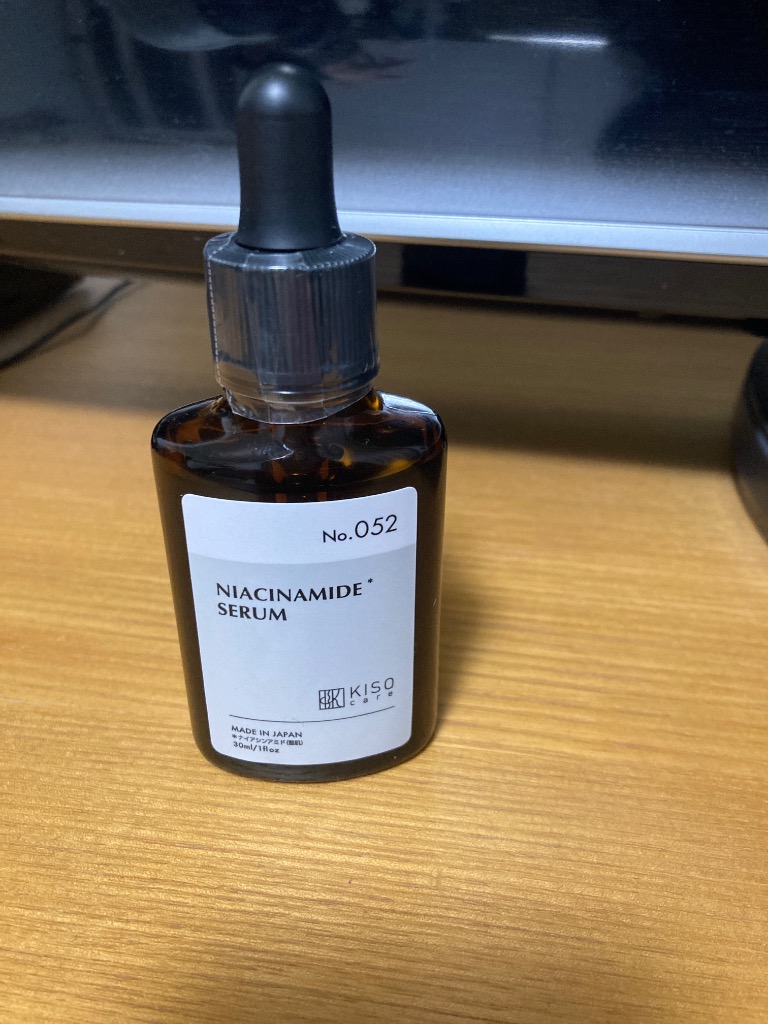 No.052
NIACINAMIDE*
SERUM
KISO
care
MADE IN JAPAN
*ナイアシンアミド(整肌)
30ml/1floz